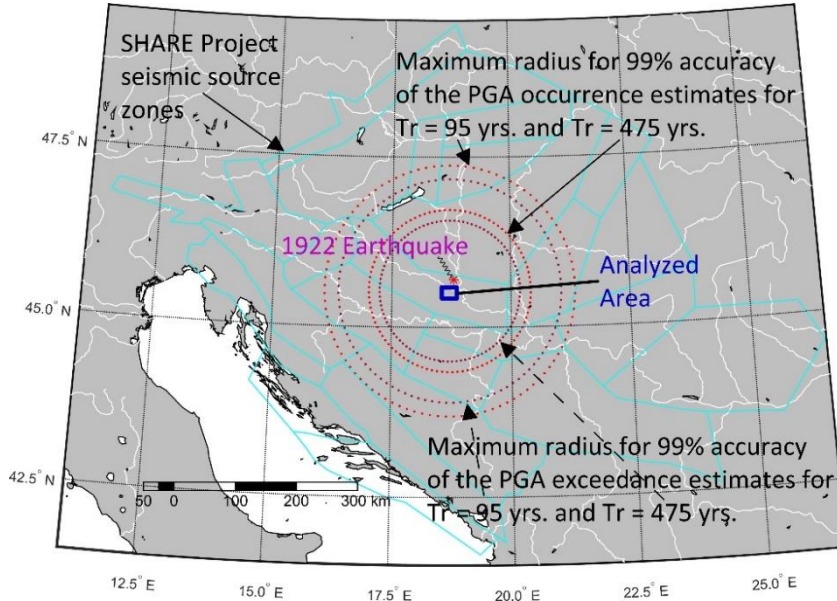 SHARE Project
seismic source
zones
Maximum radius for 99% accuracy
of the PGA occurrence estimates for
Tr = 95 yrs. and Tr = 475 yrs.
47.5° N
1922 Earthquake
Analyzed
Area
45.0° N
Maximum radius for 99% accuracy
of the PGA exceedance estimates for
Tr = 95 yrs. and Tr = 475 yrs.
42.5° N
50 0 100 200 300 km
12.5° E 15.0° E 17.5° E 20.0° E 22.5° E 25.0° E